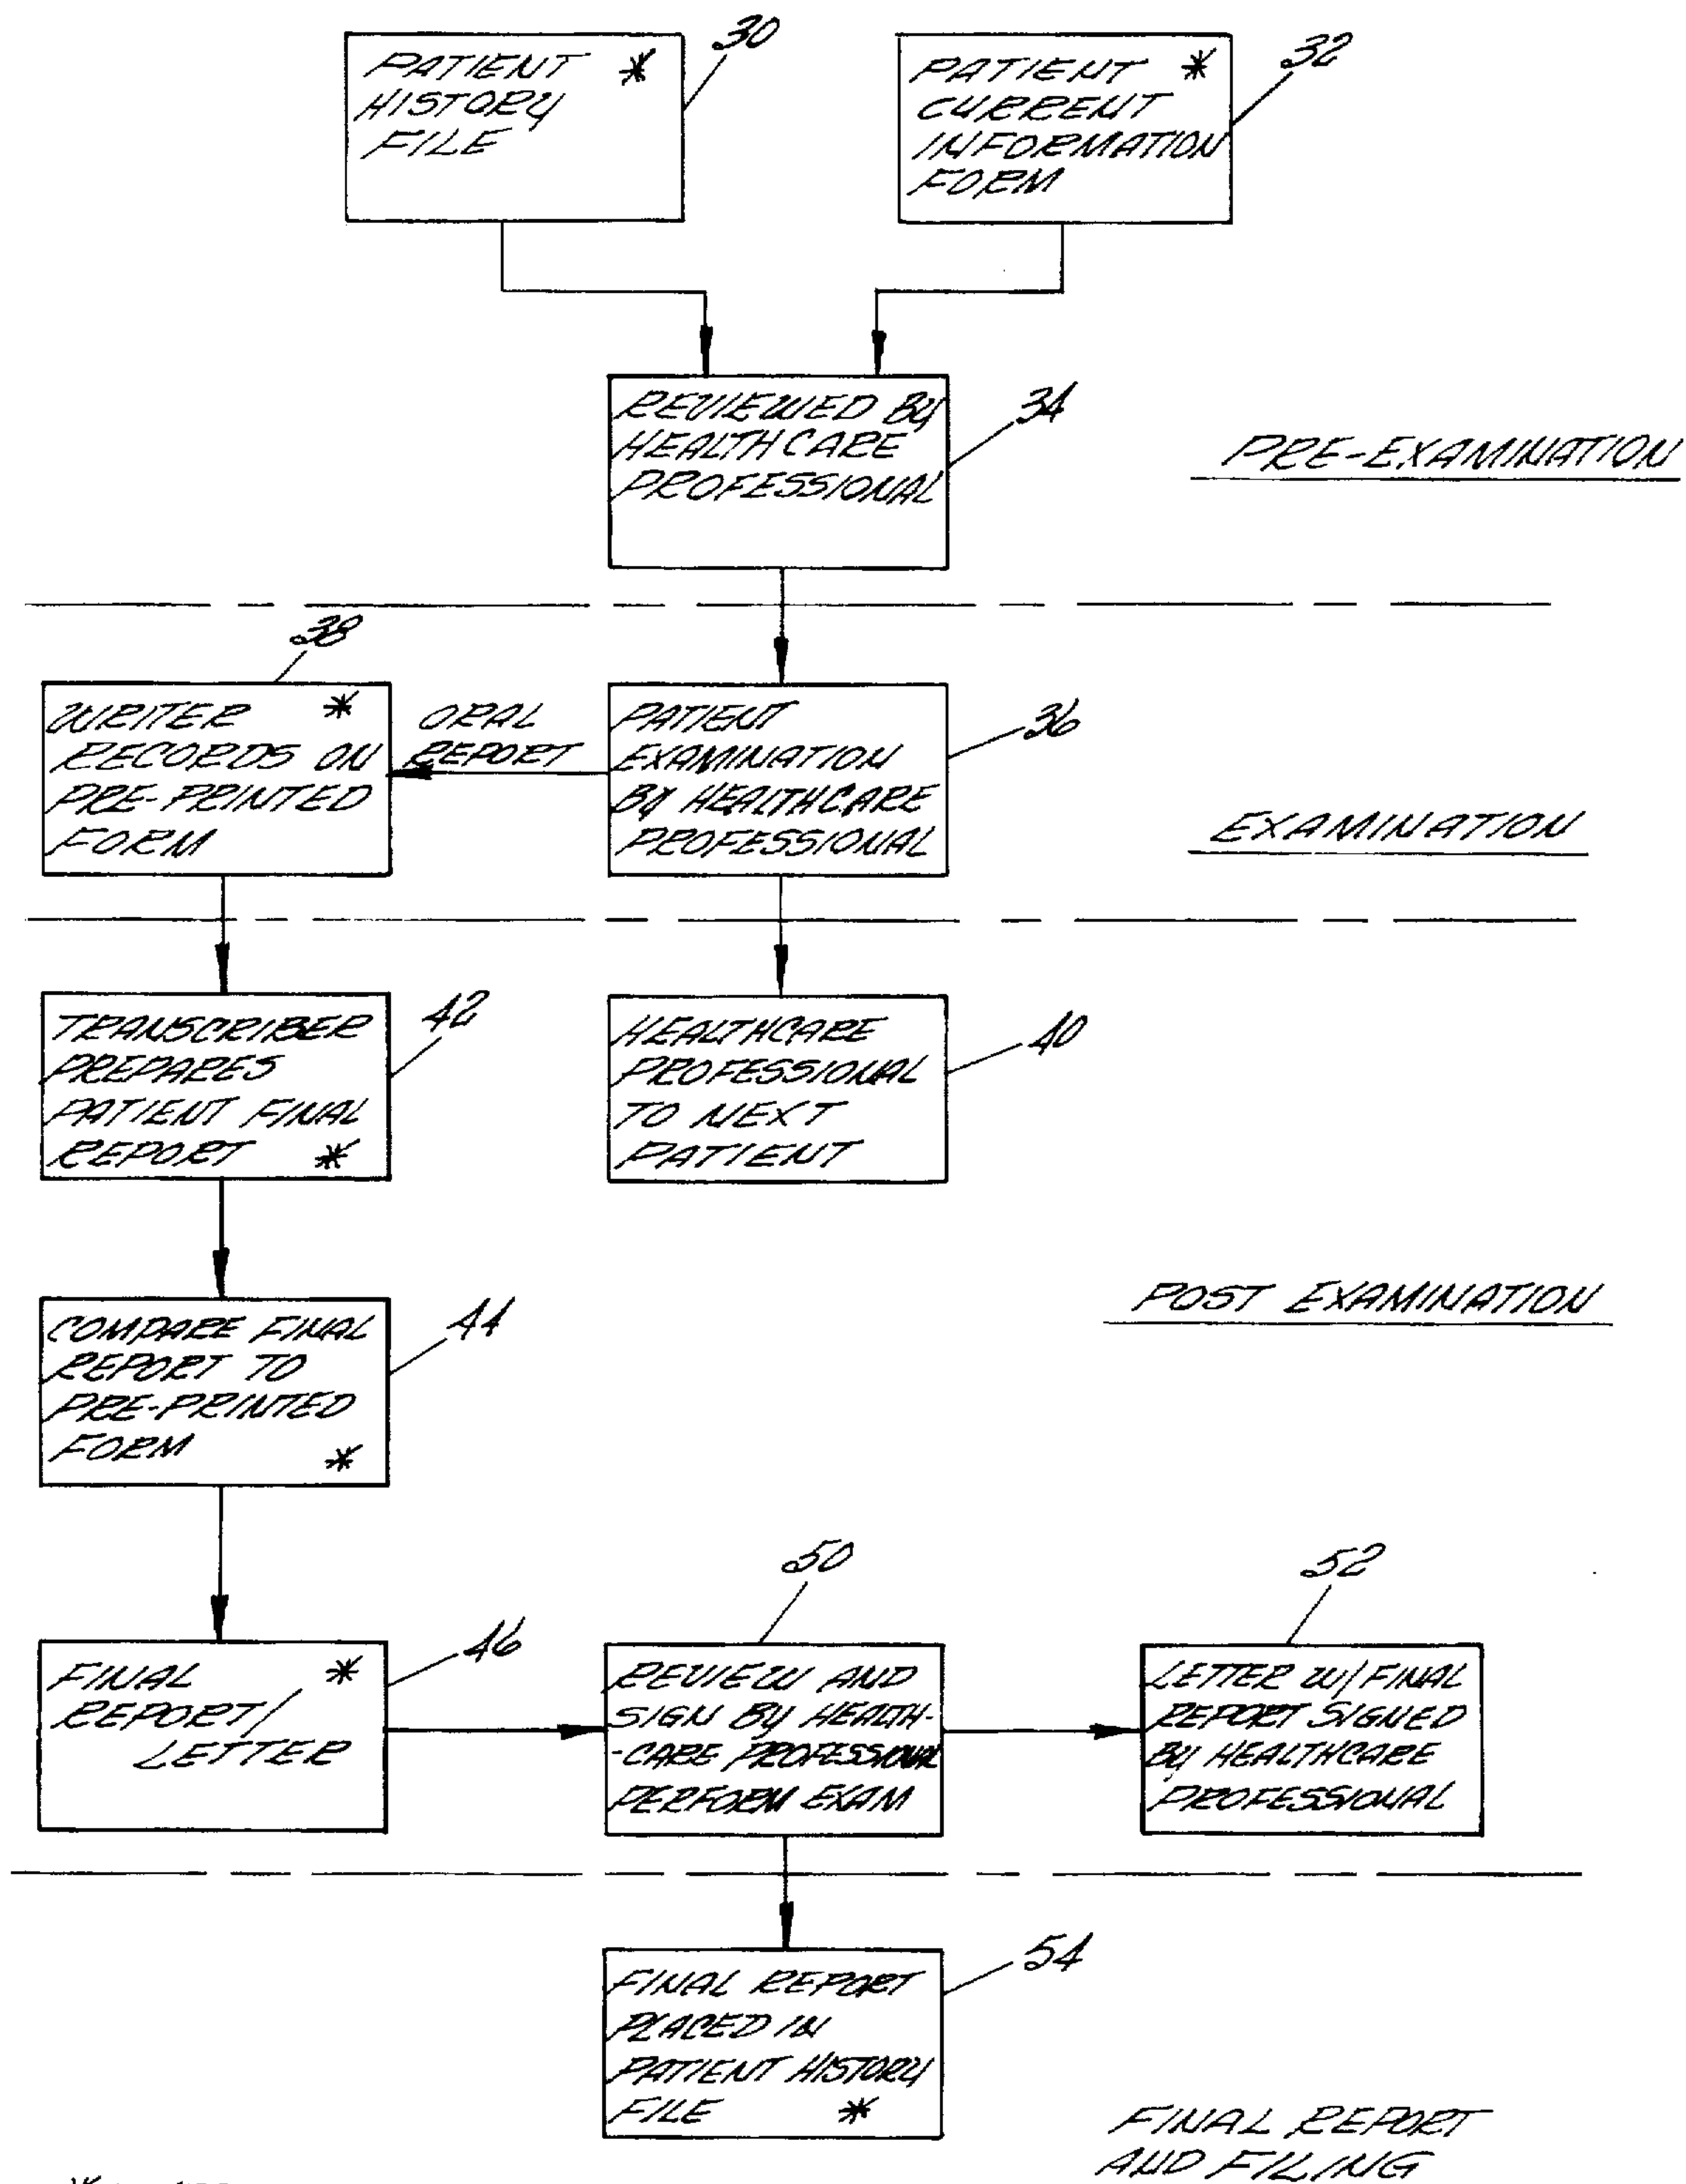 30
PATIENT *
HISTORY
FILE
32
PATIENT *
CURRENT
INFORMATION
FORM
34
REVIEWED BY
HEALTHCARE
PROFESSIONAL
PRE-EXAMINATION
38
WRITER *
RECORDS ON
PRE-PRINTED
FORM
ORAL
REPORT
36
PATIENT
EXAMINATION
BY HEALTHCARE
PROFESSIONAL
EXAMINATION
42
TRANSCRIBER
PREPARES
PATIENT FINAL
REPORT *
40
HEALTHCARE
PROFESSIONAL
TO NEXT
PATIENT
44
COMPARE FINAL
REPORT TO
PRE-PRINTED
FORM *
POST EXAMINATION
46
FINAL *
REPORT/
LETTER
50
REVIEW AND
SIGN BY HEALTH-
-CARE PROFESSIONAL
PERFORM EXAM
52
LETTER W/FINAL
REPORT SIGNED
BY HEALTHCARE
PROFESSIONAL
54
FINAL REPORT
PLACED IN
PATIENT HISTORY
FILE *
FINAL REPORT
AND FILING
*